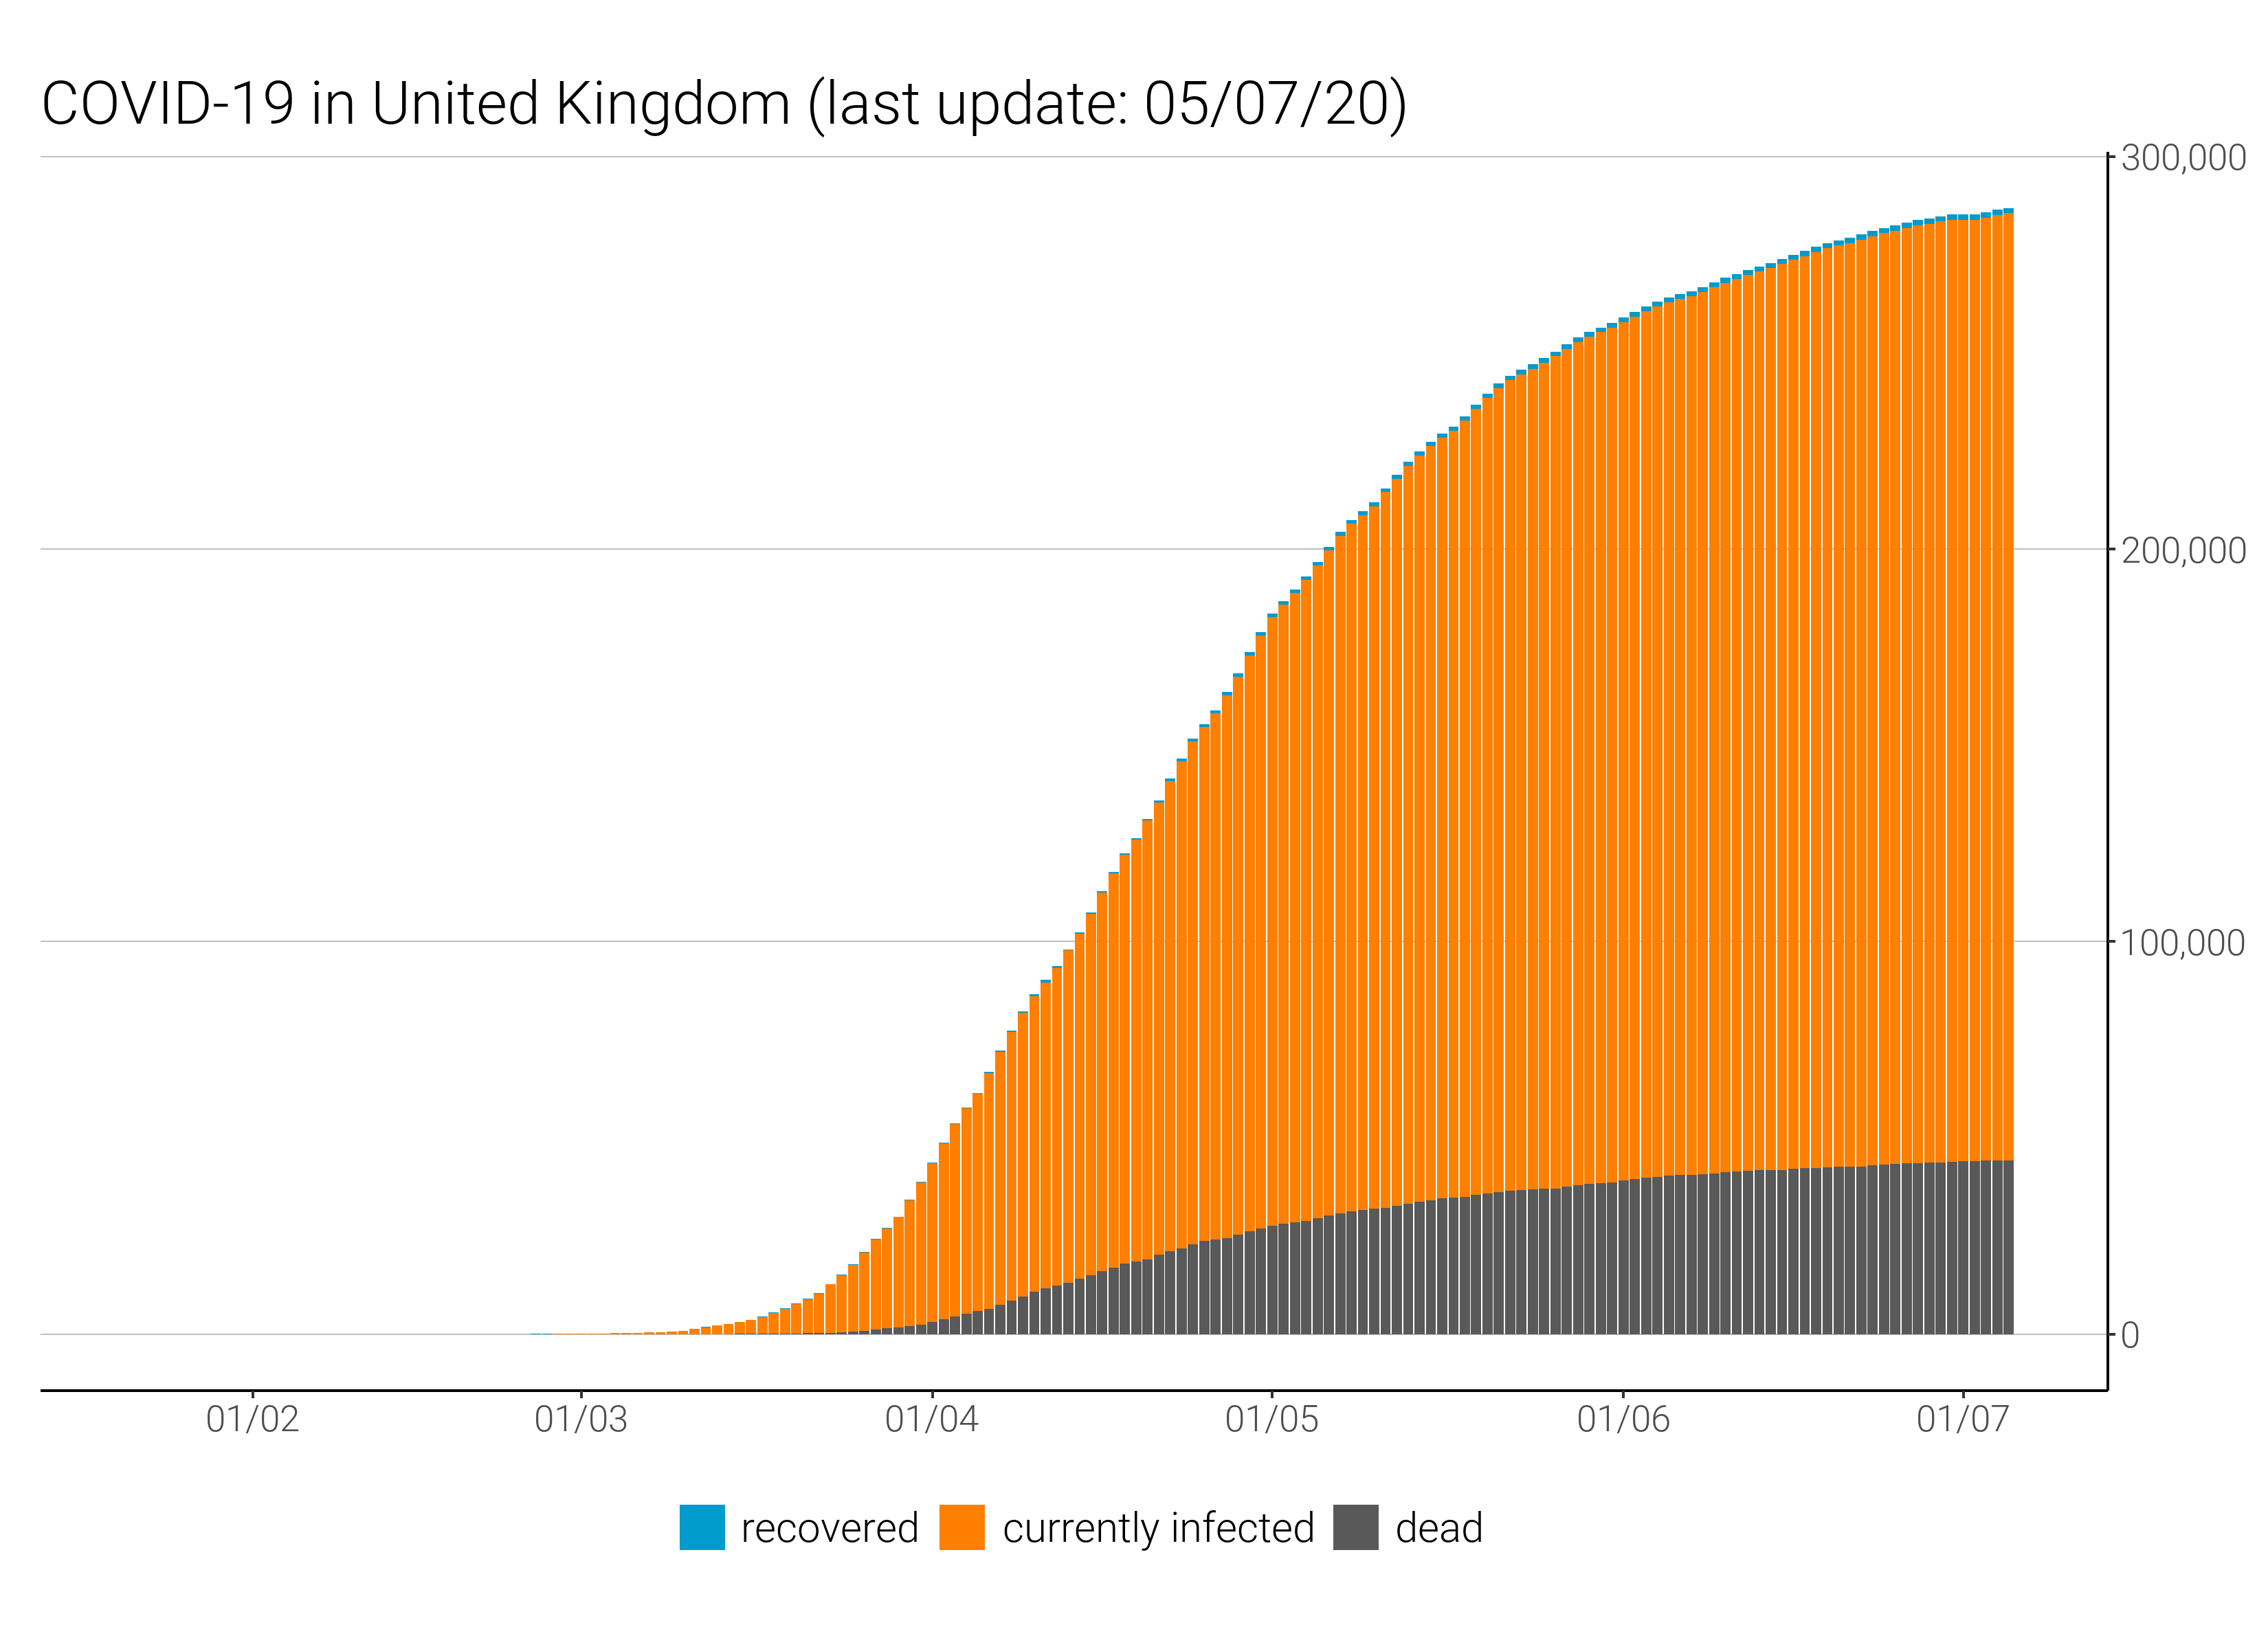 COVID-19 in United Kingdom (last update: 05/07/20)
300,000
200,000
100,000
0
01/02 01/03 01/04 01/05 01/06 01/07
recovered currently infected dead